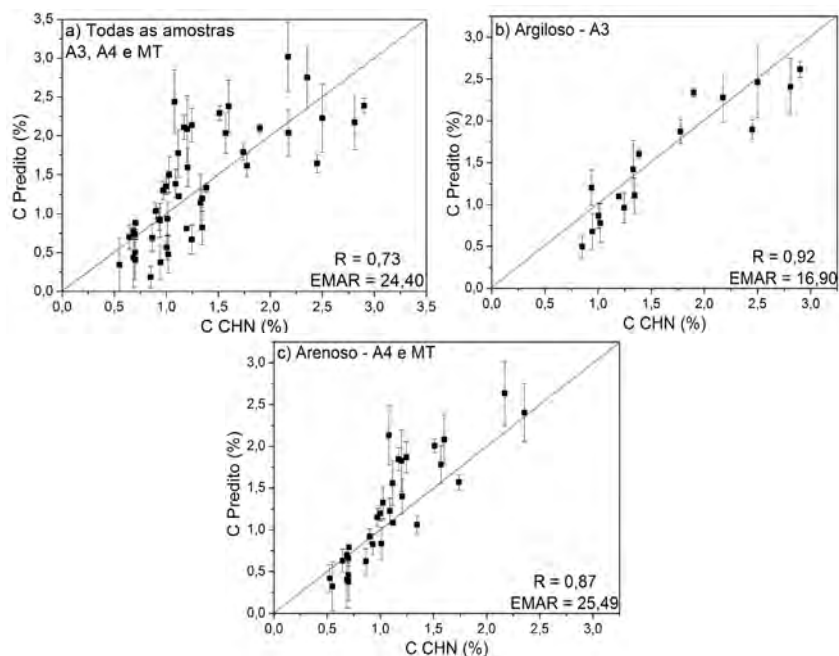 a) Todas as amostras
A3, A4 e MT
3,5
3,0
2,5
2,0
1,5
1,0
0,5
0,0
C Predito (%)
R = 0,73
EMAR = 24,40
0,0 0,5 1,0 1,5 2,0 2,5 3,0 3,5
C CHN (%)
b) Argiloso - A3
3,0
2,5
2,0
1,5
1,0
0,5
0,0
C Predito (%)
R = 0,92
EMAR = 16,90
0,0 0,5 1,0 1,5 2,0 2,5 3,0
C CHN (%)
c) Arenoso - A4 e MT
3,0
2,5
2,0
1,5
1,0
0,5
0,0
C Predito (%)
R = 0,87
EMAR = 25,49
0,0 0,5 1,0 1,5 2,0 2,5 3,0
C CHN (%)